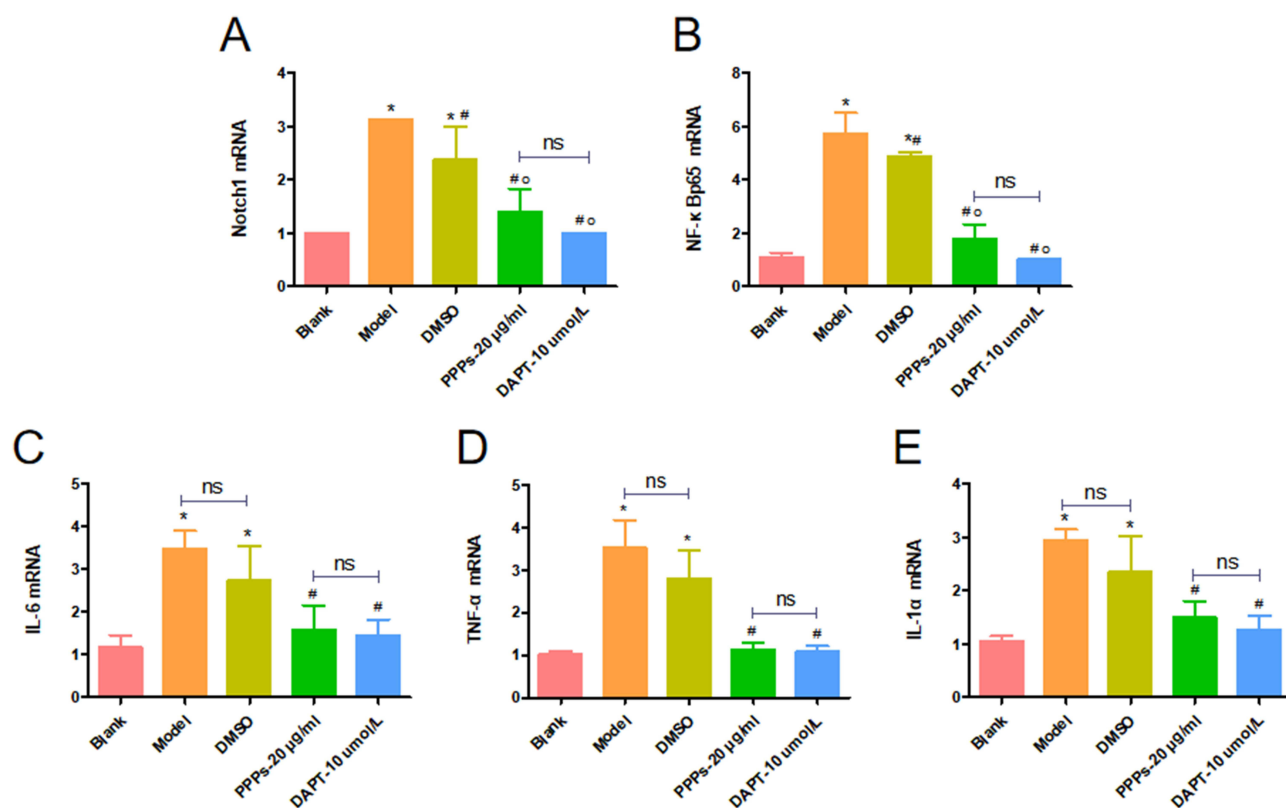 A
Notch1 mRNA
4
3
2
1
0
*
* #
# o
# o
ns
Blank
Model
DMSO
PPPs-20 μg/ml
DAPT-10 umol/L
B
NF-κ Bp65 mRNA
8
6
4
2
0
*
*#
#o
#o
ns
Blank
Model
DMSO
PPPs-20 μg/ml
DAPT-10 umol/L
C
IL-6 mRNA
5
4
3
2
1
0
ns
*
*
ns
#
#
Blank
Model
DMSO
PPPs-20 μg/ml
DAPT-10 umol/L
D
TNF-α mRNA
5
4
3
2
1
0
ns
*
*
ns
#
#
Blank
Model
DMSO
PPPs-20 μg/ml
DAPT-10 umol/L
E
IL-1α mRNA
4
3
2
1
0
ns
*
*
ns
#
#
Blank
Model
DMSO
PPPs-20 μg/ml
DAPT-10 umol/L